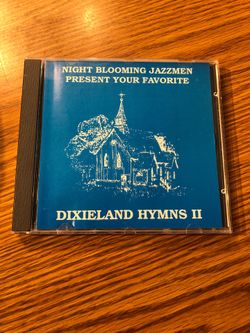 NIGHT BLOOMING JAZZMEN
PRESENT YOUR FAVORITE
DIXIELAND HYMNS II